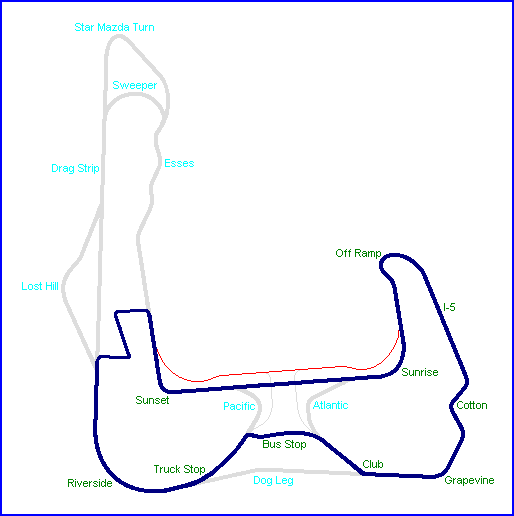 Star Mazda Turn
Sweeper
Drag Strip
Esses
Off Ramp
Lost Hill
I-5
Sunrise
Sunset
Pacific
Atlantic
Cotton
Bus Stop
Truck Stop
Club
Riverside
Dog Leg
Grapevine